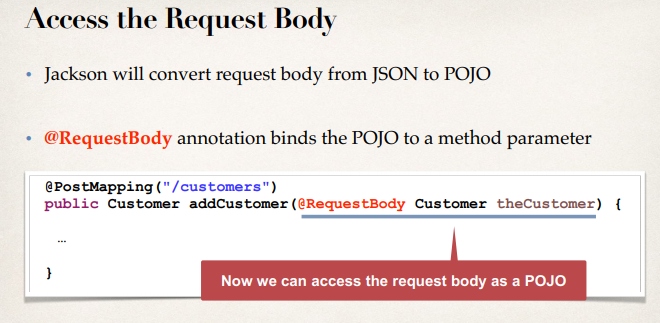 Access the Request Body
• Jackson will convert request body from JSON to POJO
• @RequestBody annotation binds the POJO to a method parameter
@PostMapping("/customers")
public Customer addCustomer(@RequestBody Customer theCustomer) {
…
}
Now we can access the request body as a POJO